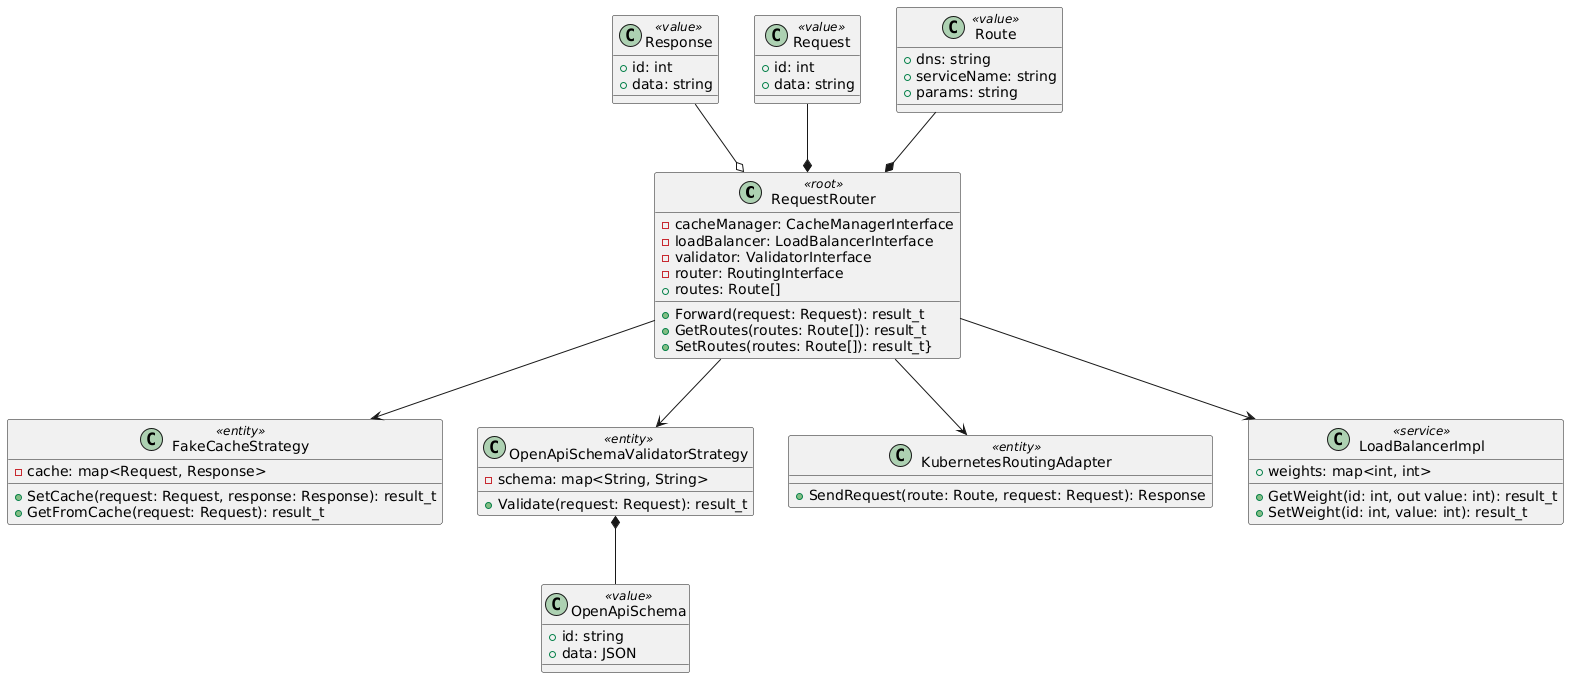 «value»
C Response
id: int
data: string
«value»
C Request
id: int
data: string
«value»
C Route
dns: string
serviceName: string
params: string
«root»
C RequestRouter
cacheManager: CacheManagerInterface
loadBalancer: LoadBalancerInterface
validator: ValidatorInterface
router: RoutingInterface
routes: Route[]
Forward(request: Request): result_t
GetRoutes(routes: Route[]): result_t
SetRoutes(routes: Route[]): result_t}
«entity»
C FakeCacheStrategy
cache: map<Request, Response>
SetCache(request: Request, response: Response): result_t
GetFromCache(request: Request): result_t
«entity»
C OpenApiSchemaValidatorStrategy
schema: map<String, String>
Validate(request: Request): result_t
«entity»
C KubernetesRoutingAdapter
SendRequest(route: Route, request: Request): Response
«service»
C LoadBalancerImpl
weights: map<int, int>
GetWeight(id: int, out value: int): result_t
SetWeight(id: int, value: int): result_t
«value»
C OpenApiSchema
id: string
data: JSON